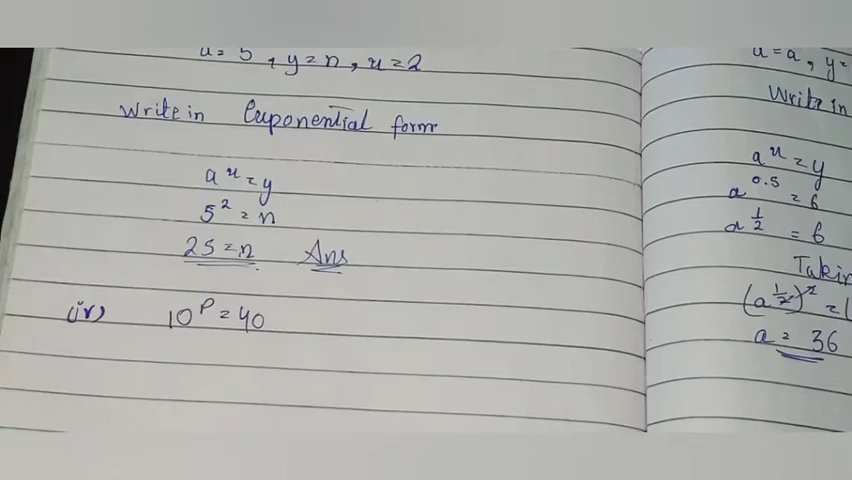 a = 5, y = n, x = 2
Write in Exponential form
a^x = y
5^2 = n
25 = n Ans
(iv) 10^P = 40
x = a, y =
Write in
a^x = y
a^0.5 = 6
a^1/2 = 6
Takin
(a^1/2)^2 = (
a = 36